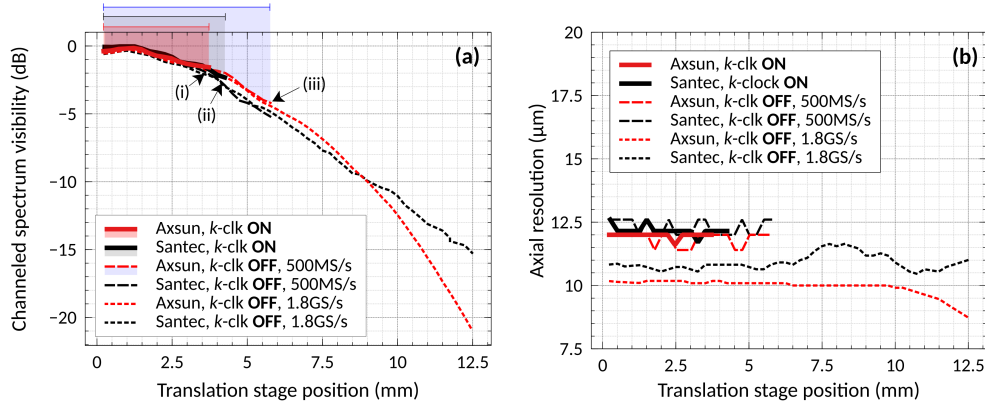 (a)
Channeled spectrum visibility (dB)
0
−5
−10
−15
−20
(i)
(ii)
(iii)
Axsun, k-clk ON
Santec, k-clk ON
Axsun, k-clk OFF, 500MS/s
Santec, k-clk OFF, 500MS/s
Axsun, k-clk OFF, 1.8GS/s
Santec, k-clk OFF, 1.8GS/s
0 2.5 5 7.5 10 12.5
Translation stage position (mm)
(b)
Axial resolution (μm)
20
17.5
15
12.5
10
7.5
Axsun, k-clk ON
Santec, k-clock ON
Axsun, k-clk OFF, 500MS/s
Santec, k-clk OFF, 500MS/s
Axsun, k-clk OFF, 1.8GS/s
Santec, k-clk OFF, 1.8GS/s
0 2.5 5 7.5 10 12.5
Translation stage position (mm)